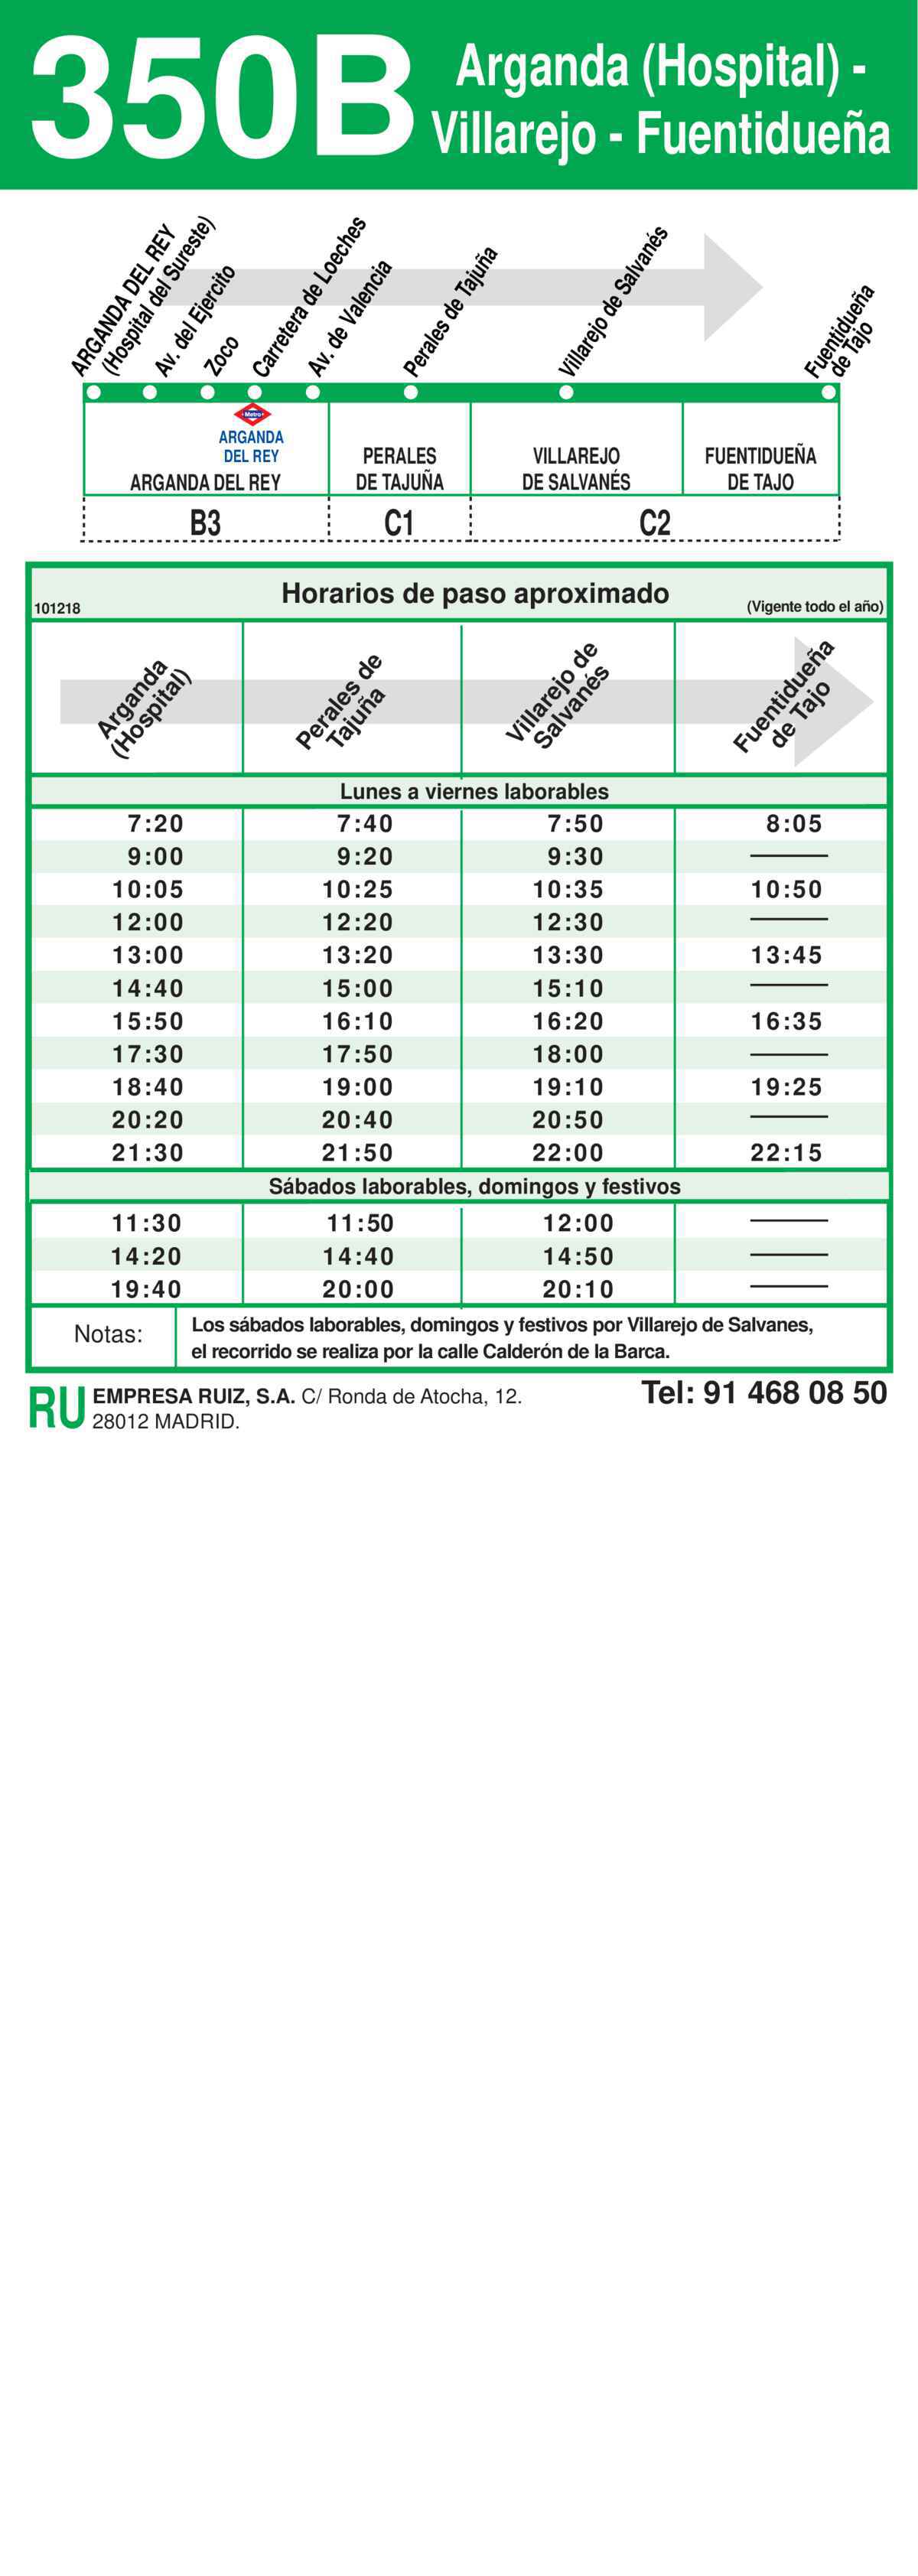 350B
Arganda (Hospital) -
Villarejo - Fuentidueña
ARGANDA DEL REY
(Hospital del Sureste)
Av. del Ejercito
Zoco
Carretera de Loeches
Av. de Valencia
Perales de Tajuña
Villarejo de Salvanés
Fuentidueña
de Tajo
Metro
ARGANDA
DEL REY
ARGANDA DEL REY
PERALES
DE TAJUÑA
VILLAREJO
DE SALVANÉS
FUENTIDUEÑA
DE TAJO
B3 C1 C2
Horarios de paso aproximado
101218
(Vigente todo el año)
Arganda
(Hospital)
Perales de
Tajuña
Villarejo de
Salvanés
Fuentidueña
de Tajo
Lunes a viernes laborables
7:20 7:40 7:50 8:05
9:00 9:20 9:30 ———
10:05 10:25 10:35 10:50
12:00 12:20 12:30 ———
13:00 13:20 13:30 13:45
14:40 15:00 15:10 ———
15:50 16:10 16:20 16:35
17:30 17:50 18:00 ———
18:40 19:00 19:10 19:25
20:20 20:40 20:50 ———
21:30 21:50 22:00 22:15
Sábados laborables, domingos y festivos
11:30 11:50 12:00 ———
14:20 14:40 14:50 ———
19:40 20:00 20:10 ———
Notas:
Los sábados laborables, domingos y festivos por Villarejo de Salvanes,
el recorrido se realiza por la calle Calderón de la Barca.
RU
EMPRESA RUIZ, S.A. C/ Ronda de Atocha, 12.
28012 MADRID.
Tel: 91 468 08 50